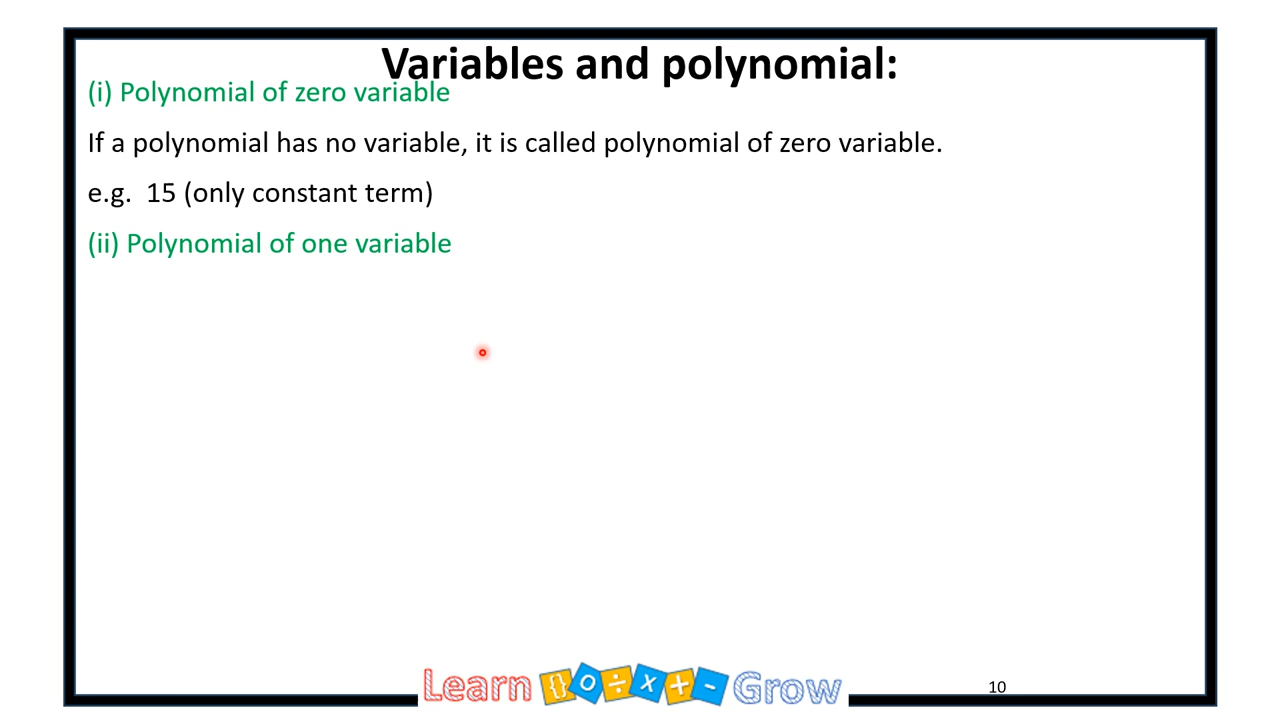 Variables and polynomial:
(i) Polynomial of zero variable
If a polynomial has no variable, it is called polynomial of zero variable.
e.g. 15 (only constant term)
(ii) Polynomial of one variable
Learn {} O ÷ x + - Grow
10